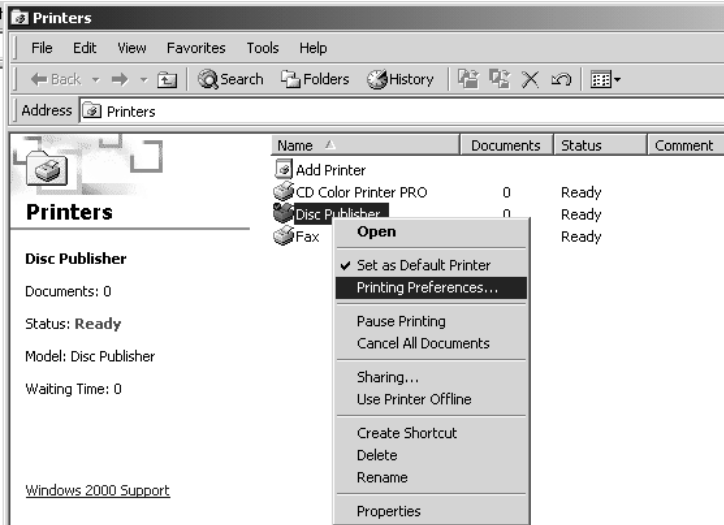 Printers
File Edit View Favorites Tools Help
Back Search Folders History
Address Printers
Name Documents Status Comment
Add Printer
CD Color Printer PRO 0 Ready
Disc Publisher 0 Ready
Fax Ready
Printers
Disc Publisher
Documents: 0
Status: Ready
Model: Disc Publisher
Waiting Time: 0
Windows 2000 Support
Open
Set as Default Printer
Printing Preferences...
Pause Printing
Cancel All Documents
Sharing...
Use Printer Offline
Create Shortcut
Delete
Rename
Properties